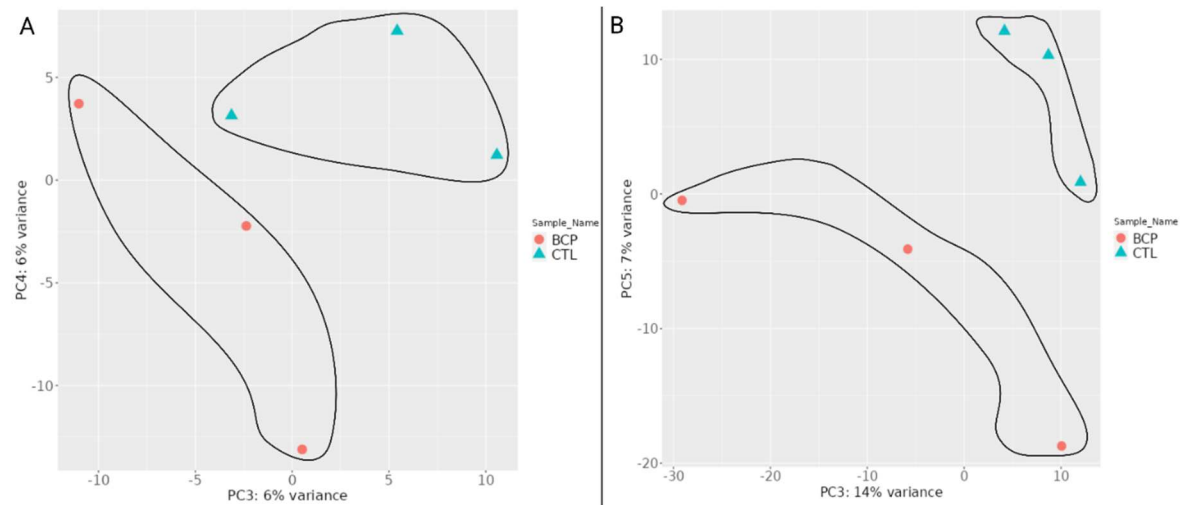 A
5
0
-5
-10
-10
-5
0
5
10
PC4: 6% variance
PC3: 6% variance
Sample_Name
BCP
CTL
B
10
0
-10
-20
-30
-20
-10
0
10
PC5: 7% variance
PC3: 14% variance
Sample_Name
BCP
CTL